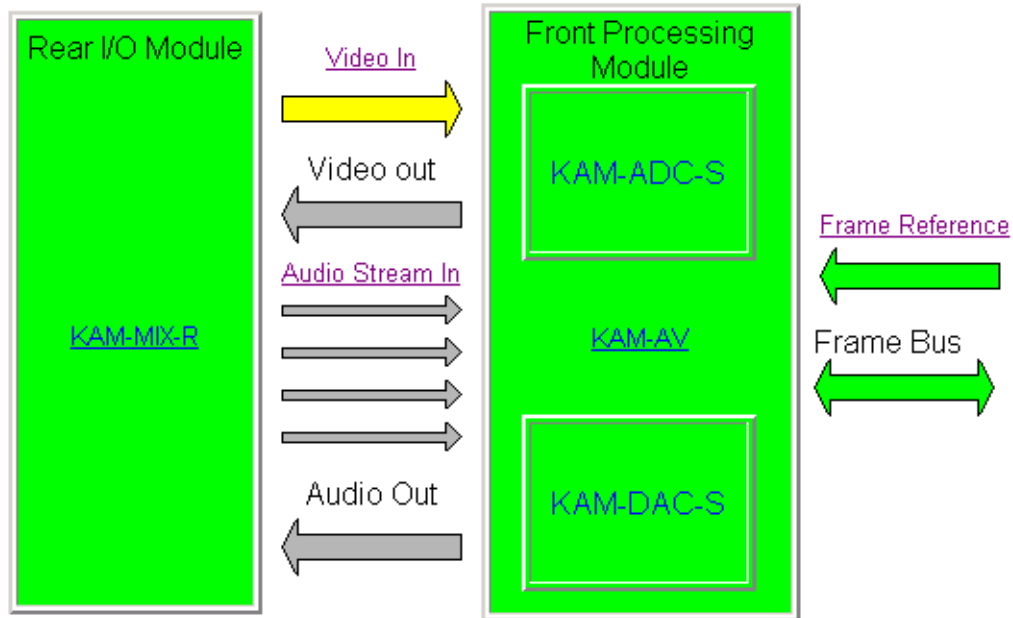 Rear I/O Module
KAM-MIX-R
Video In
Video out
Audio Stream In
Audio Out
Front Processing
Module
KAM-ADC-S
KAM-AV
KAM-DAC-S
Frame Reference
Frame Bus